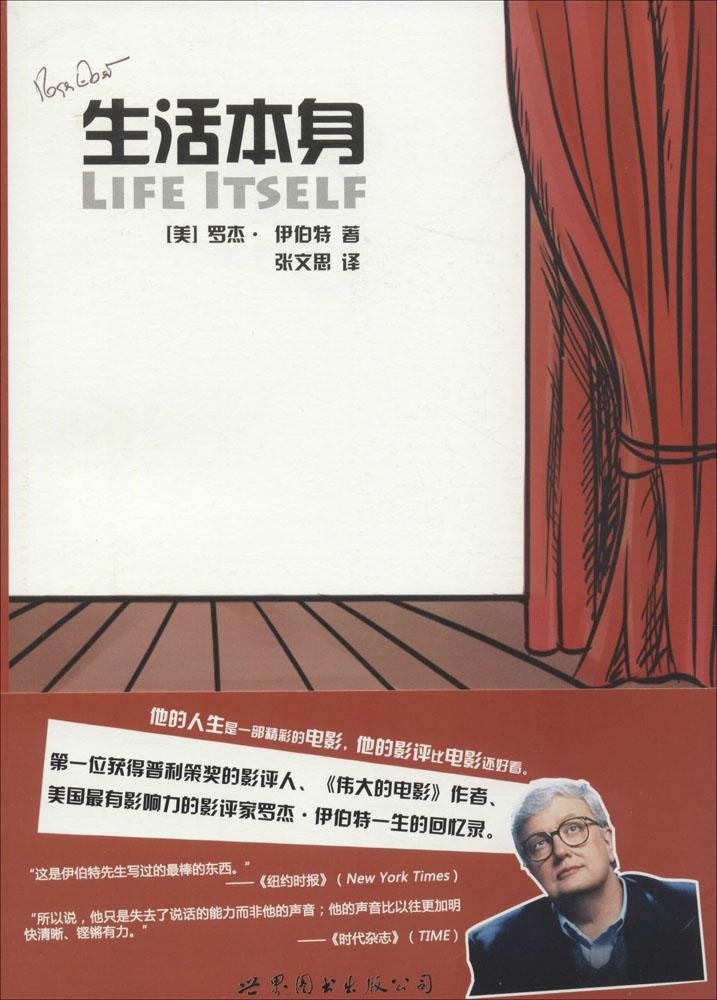 Roger Ebert
生活本身
LIFE ITSELF
[美] 罗杰· 伊伯特 著
张文思 译
他的人生是一部精彩的电影，他的影评比电影还好看。
第一位获得普利策奖的影评人、《伟大的电影》作者、
美国最有影响力的影评家罗杰·伊伯特一生的回忆录。
“这是伊伯特先生写过的最棒的东西。”
——《纽约时报》（New York Times）
“所以说，他只是失去了说话的能力而非他的声音；他的声音比以往更加明
快清晰、铿锵有力。”
——《时代杂志》（TIME）
世界图书出版公司